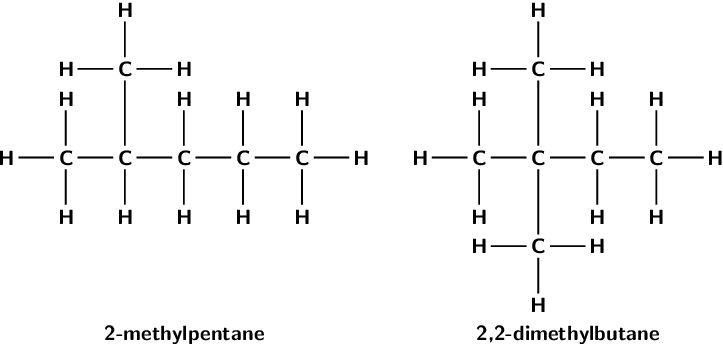 H H
H C H H C H
H H H H H H H
H C C C C C H H C C C C H
H H H H H H H H
H C H
H
2-methylpentane 2,2-dimethylbutane